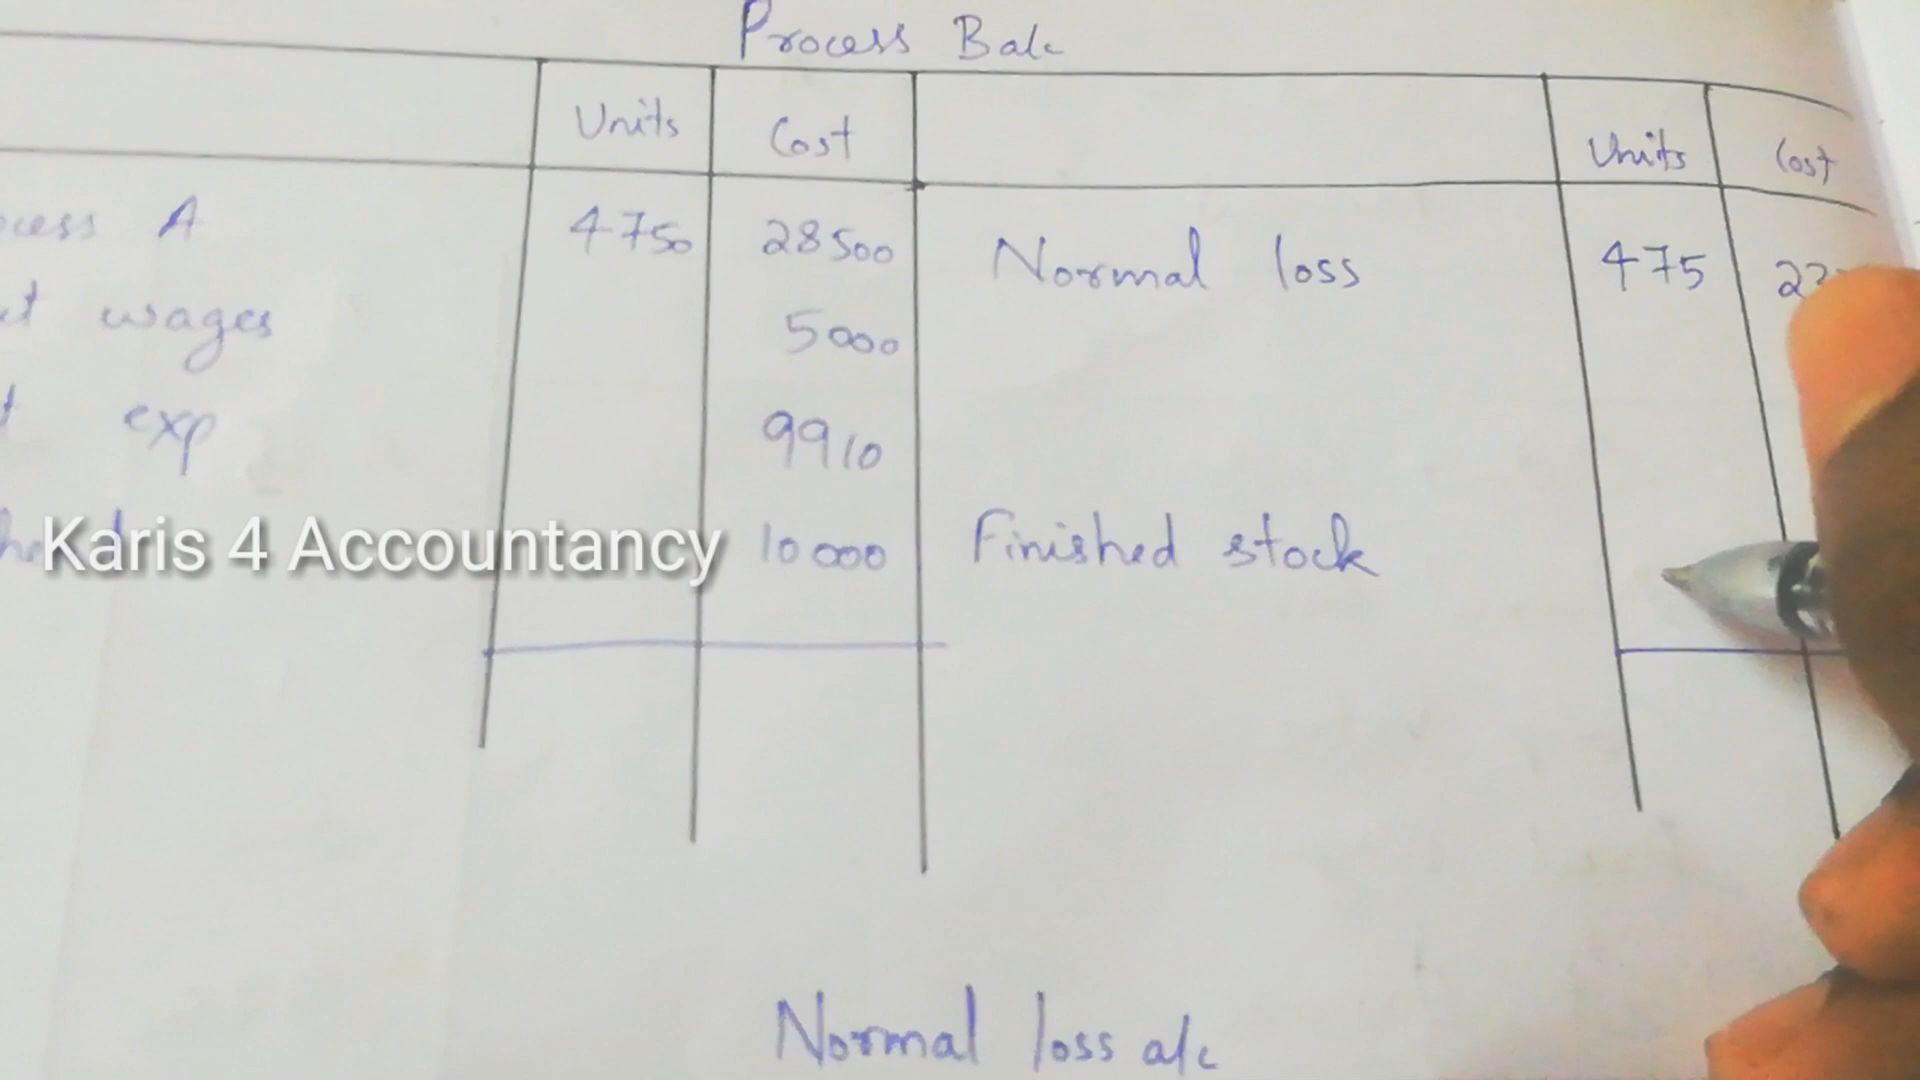 Process B a/c
Units Cost Units Cost
cess A 4750 28500 Normal loss 475
wages 5000
exp 9910
10000 Finished stock
Karis 4 Accountancy
Normal loss a/c